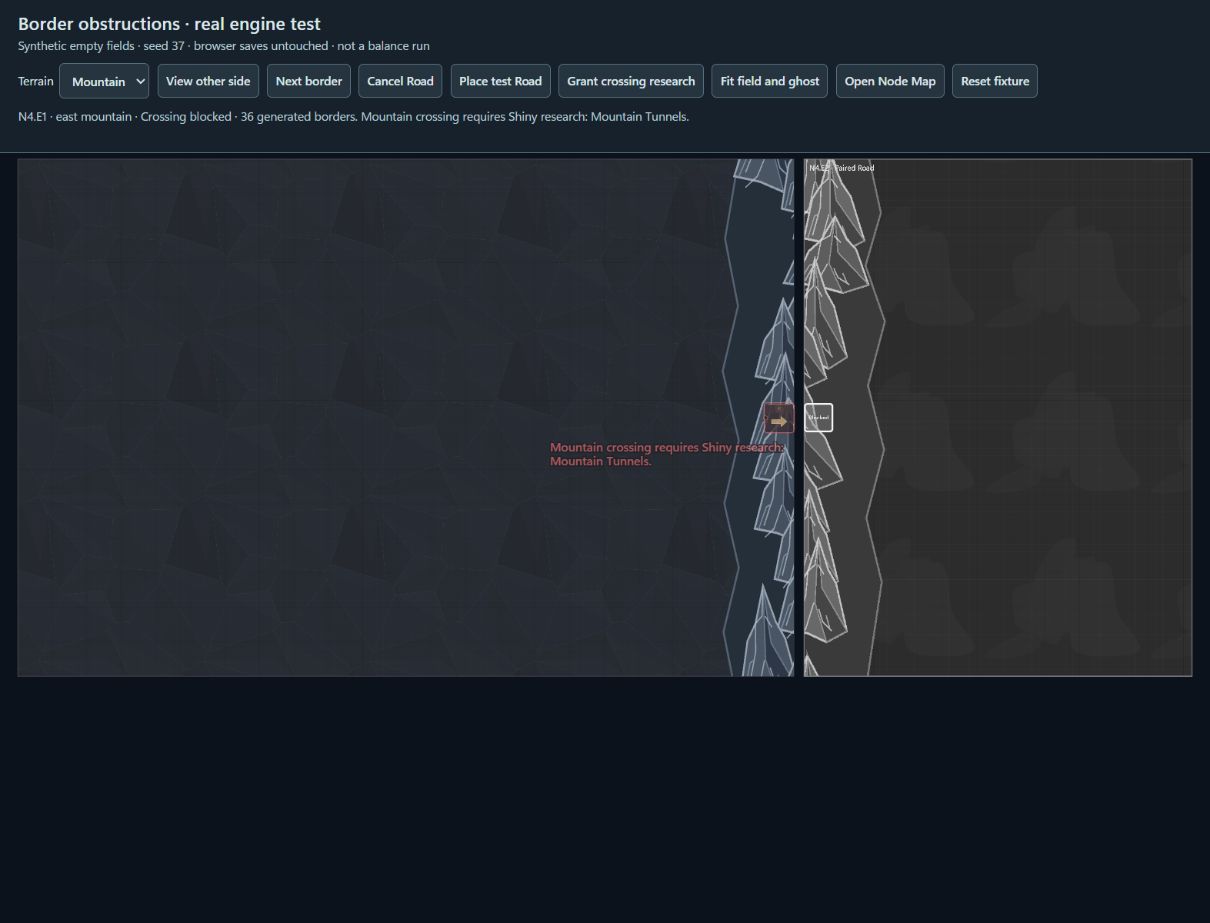 Border obstructions · real engine test
Synthetic empty fields · seed 37 · browser saves untouched · not a balance run
Terrain Mountain View other side Next border Cancel Road Place test Road Grant crossing research Fit field and ghost Open Node Map Reset fixture
N4.E1 · east mountain · Crossing blocked · 36 generated borders. Mountain crossing requires Shiny research: Mountain Tunnels.
Paired Road
Mountain crossing requires Shiny research:
Mountain Tunnels.